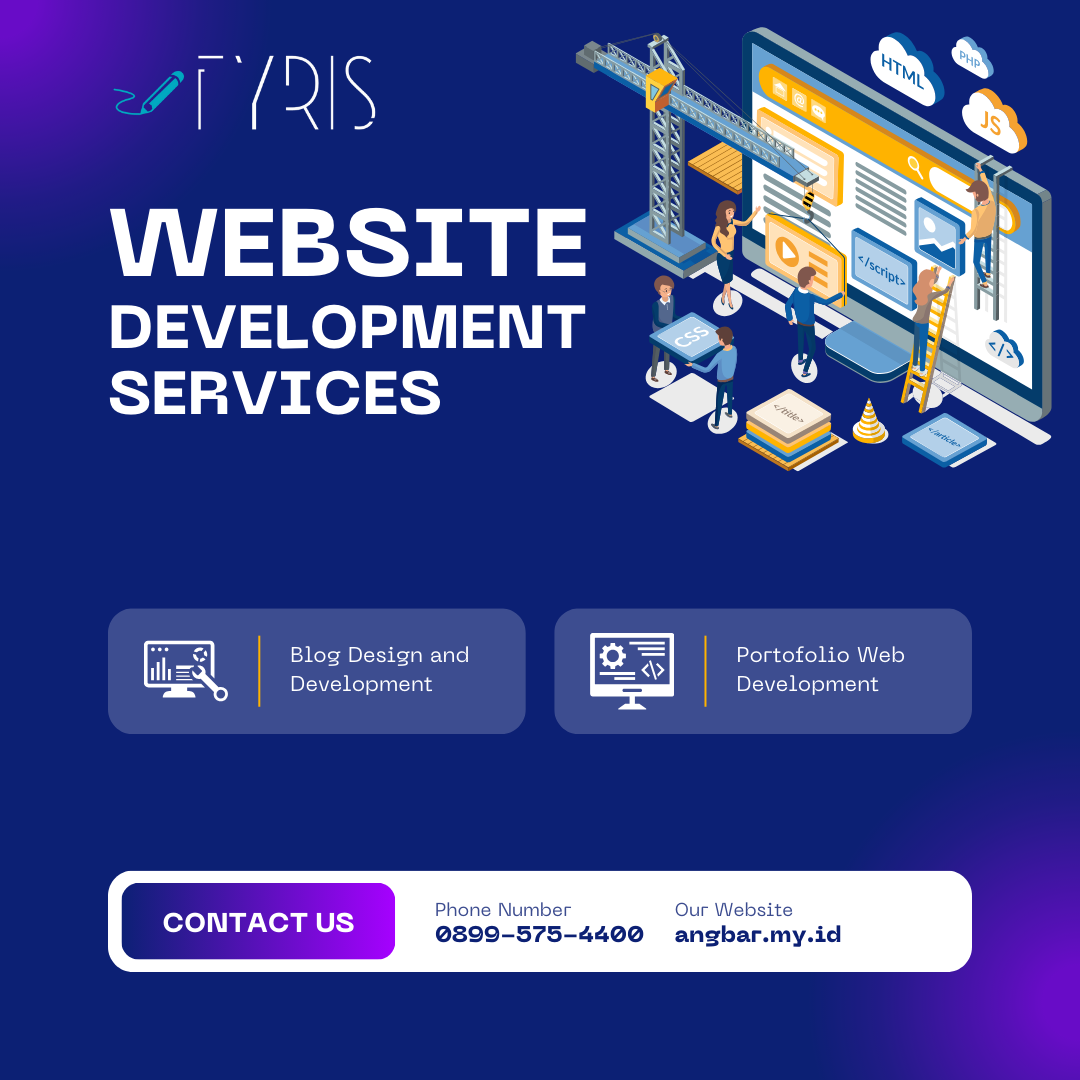 TYRIS
WEBSITE
DEVELOPMENT
SERVICES
HTML
PHP
JS
</script>
</>
CSS
</title>
</article>
Blog Design and
Development
Portofolio Web
Development
CONTACT US
Phone Number
0899-575-4400
Our Website
angbar.my.id